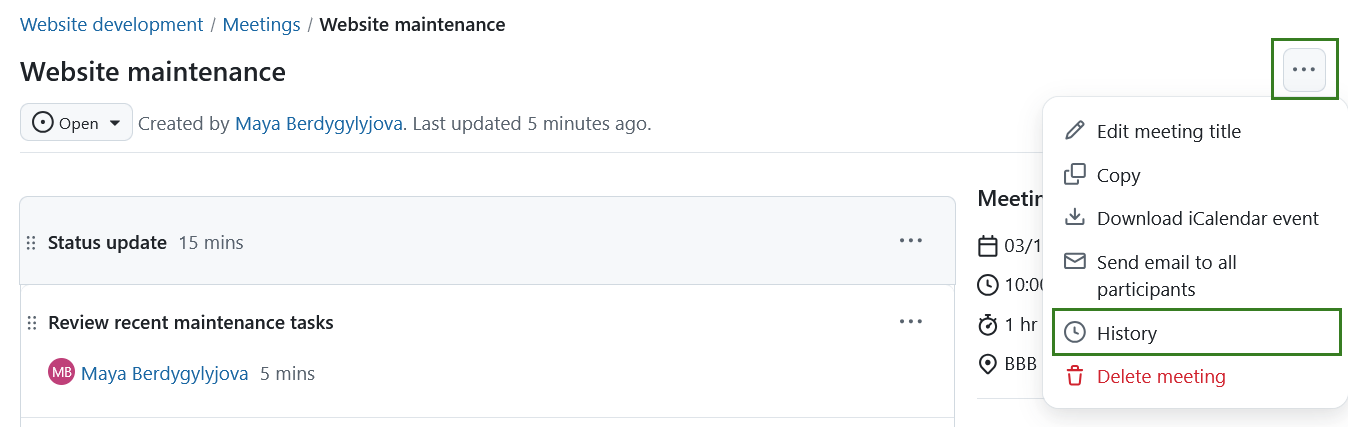 Website development / Meetings / Website maintenance
Website maintenance
Open Created by Maya Berdygylyjova. Last updated 5 minutes ago.
Status update 15 mins
Review recent maintenance tasks
MB Maya Berdygylyjova 5 mins
Meetin
03/1
10:00
1 hr
BBB
Edit meeting title
Copy
Download iCalendar event
Send email to all
participants
History
Delete meeting